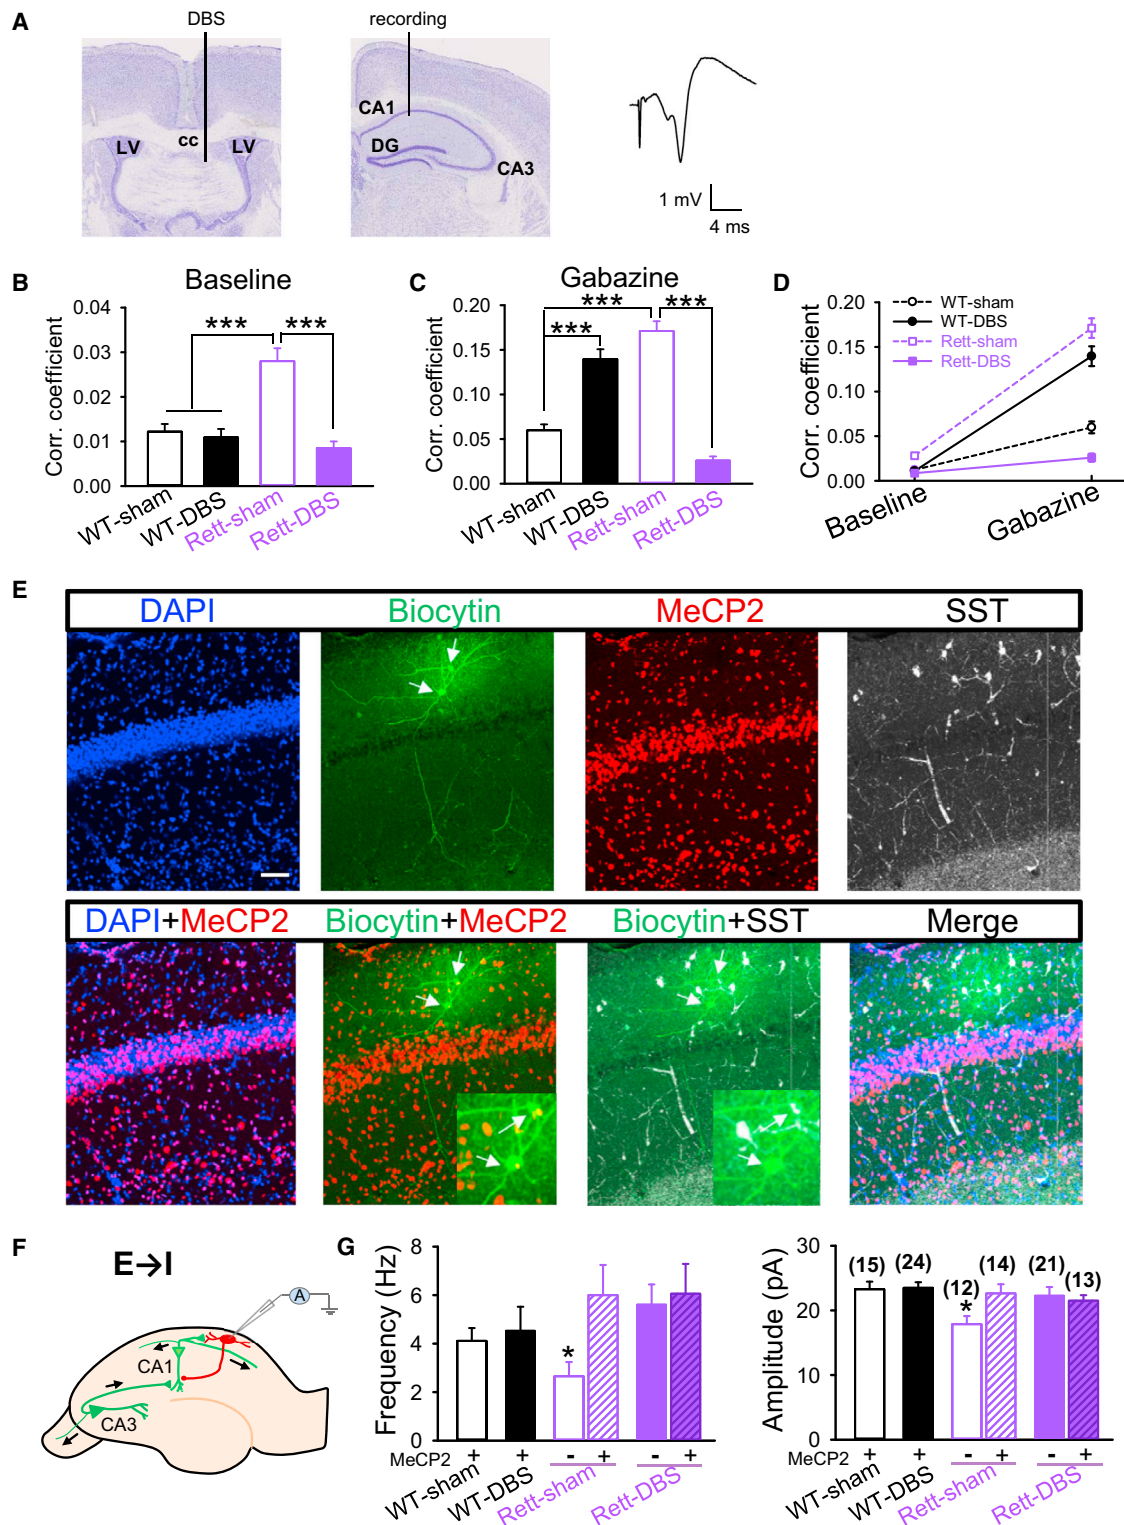 A
DBS
recording
LV
cc
LV
CA1
DG
CA3
1 mV
4 ms
B
Baseline
Corr. coefficient
0.04
0.03
0.02
0.01
0.00
***
***
WT-sham
WT-DBS
Rett-sham
Rett-DBS
C
Gabazine
Corr. coefficient
0.20
0.15
0.10
0.05
0.00
***
***
***
WT-sham
WT-DBS
Rett-sham
Rett-DBS
D
Corr. coefficient
0.20
0.15
0.10
0.05
0.00
WT-sham
WT-DBS
Rett-sham
Rett-DBS
Baseline
Gabazine
E
DAPI
Biocytin
MeCP2
SST
DAPI+MeCP2
Biocytin+MeCP2
Biocytin+SST
Merge
F
E→I
A
CA1
CA3
G
Frequency (Hz)
8
6
4
2
0
*
MeCP2 + + - + - +
WT-sham
WT-DBS
Rett-sham
Rett-DBS
Amplitude (pA)
30
20
10
0
(15)
(24)
(12)
*
(14)
(21)
(13)
MeCP2 + + - + - +
WT-sham
WT-DBS
Rett-sham
Rett-DBS